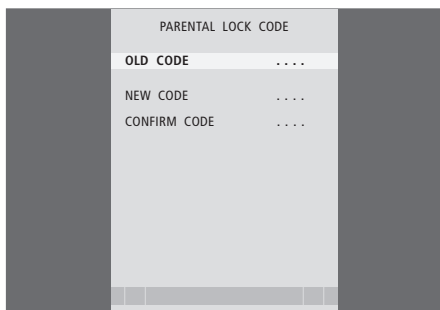 PARENTAL LOCK CODE
OLD CODE ....
NEW CODE ....
CONFIRM CODE ....